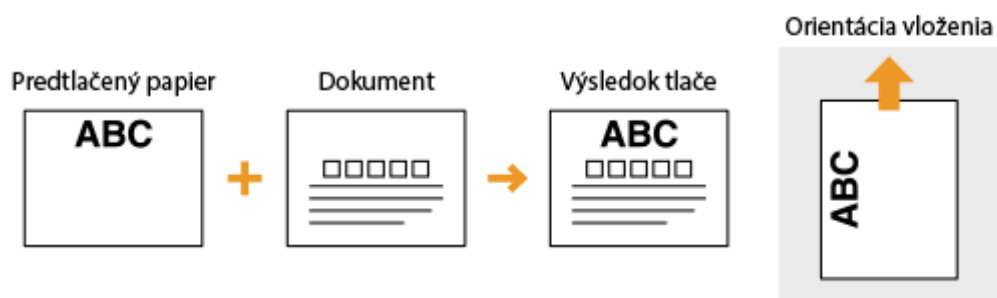 Orientácia vloženia
Predtlačený papier
Dokument
Výsledok tlače
ABC
ABC
ABC